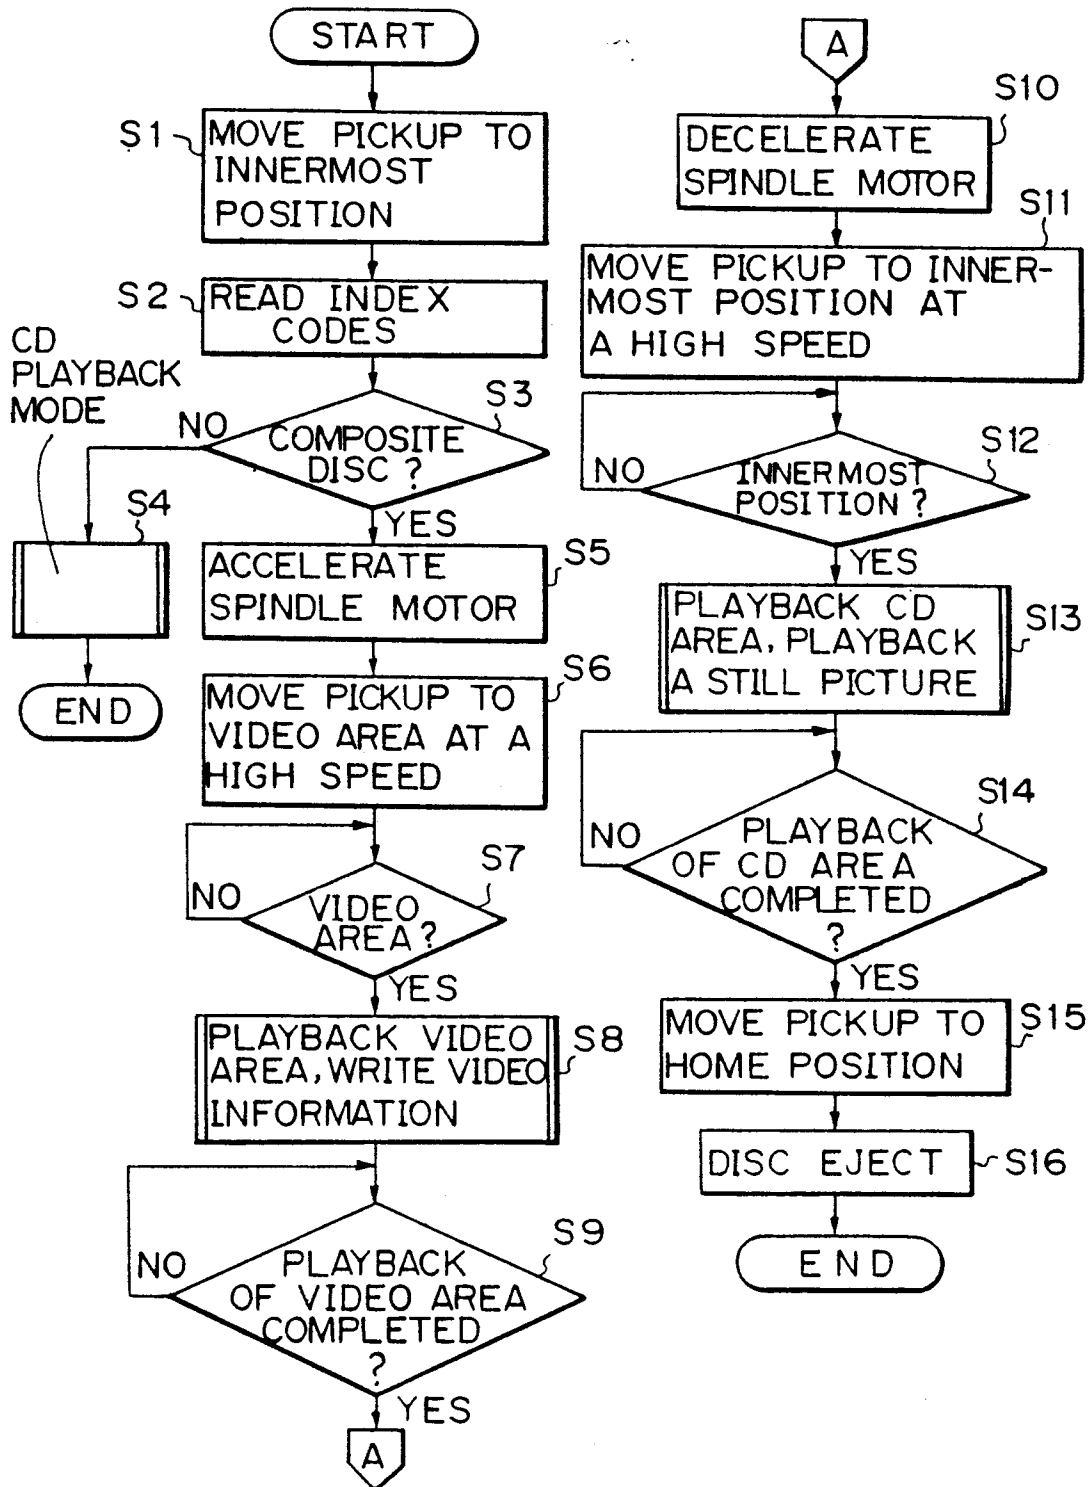 START
S1
MOVE PICKUP TO
INNERMOST
POSITION
S2
READ INDEX
CODES
CD
PLAYBACK
MODE
S3
NO
COMPOSITE
DISC ?
YES
S4
END
S5
ACCELERATE
SPINDLE MOTOR
S6
MOVE PICKUP TO
VIDEO AREA AT A
HIGH SPEED
S7
NO
VIDEO
AREA ?
YES
S8
PLAYBACK VIDEO
AREA, WRITE VIDEO
INFORMATION
S9
NO
PLAYBACK
OF VIDEO AREA
COMPLETED
?
YES
A
A
S10
DECELERATE
SPINDLE MOTOR
S11
MOVE PICKUP TO INNER-
MOST POSITION AT
A HIGH SPEED
S12
NO
INNERMOST
POSITION ?
YES
S13
PLAYBACK CD
AREA, PLAYBACK
A STILL PICTURE
S14
NO
PLAYBACK
OF CD AREA
COMPLETED
?
YES
S15
MOVE PICKUP TO
HOME POSITION
DISC EJECT
S16
END